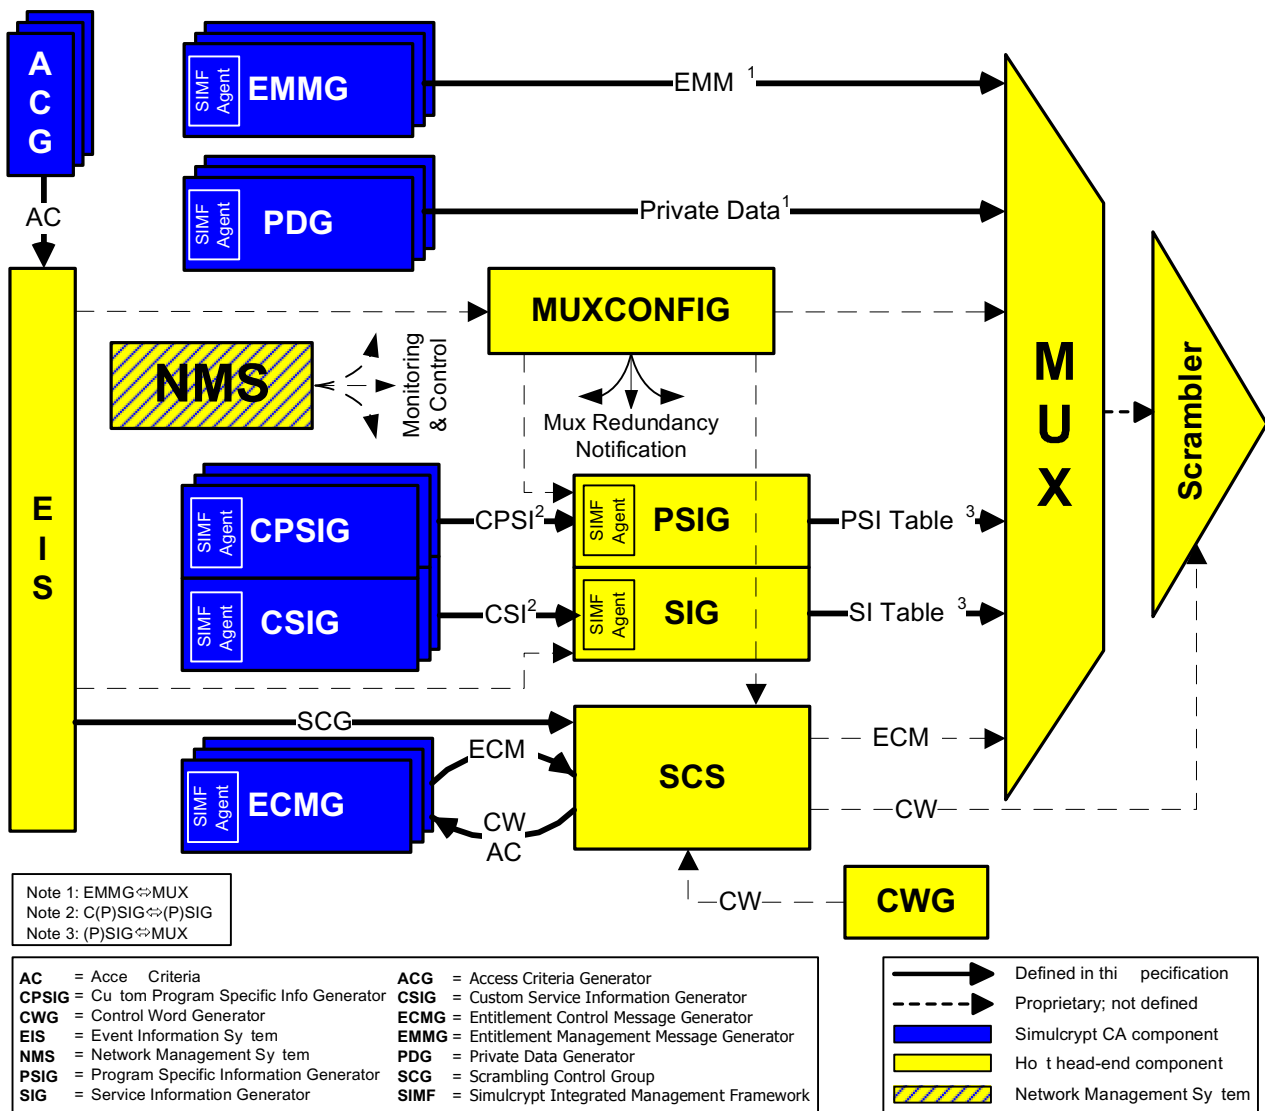 A
C
G
AC
E
I
S
SIMF
Agent
EMMG
EMM 1
SIMF
Agent
PDG
Private Data1
MUXCONFIG
NMS
Monitoring
& Control
Mux Redundancy
Notification
SIMF
Agent
CPSIG
CPSI2
SIMF
Agent
PSIG
PSI Table 3
SIMF
Agent
CSIG
CSI2
SIMF
Agent
SIG
SI Table 3
M
U
X
Scrambler
SCG
SIMF
Agent
ECMG
ECM
CW
AC
SCS
ECM
CW
CW
CWG
Note 1: EMMG⇔MUX
Note 2: C(P)SIG⇔(P)SIG
Note 3: (P)SIG⇔MUX
AC = Acce Criteria
CPSIG = Cu tom Program Specific Info Generator
CWG = Control Word Generator
EIS = Event Information Sy tem
NMS = Network Management Sy tem
PSIG = Program Specific Information Generator
SIG = Service Information Generator
ACG = Access Criteria Generator
CSIG = Custom Service Information Generator
ECMG = Entitlement Control Message Generator
EMMG = Entitlement Management Message Generator
PDG = Private Data Generator
SCG = Scrambling Control Group
SIMF = Simulcrypt Integrated Management Framework
Defined in thi pecification
Proprietary; not defined
Simulcrypt CA component
Ho t head-end component
Network Management Sy tem